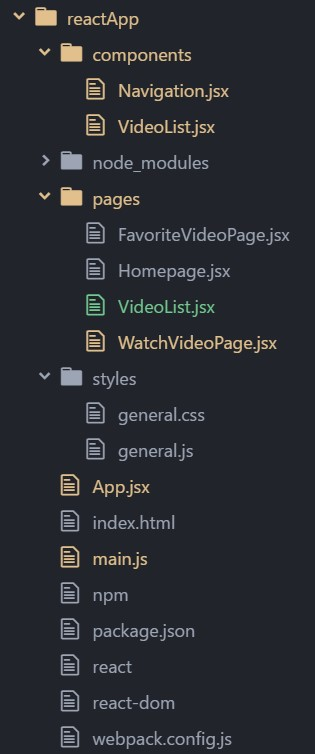 reactApp
components
Navigation.jsx
VideoList.jsx
node_modules
pages
FavoriteVideoPage.jsx
Homepage.jsx
VideoList.jsx
WatchVideoPage.jsx
styles
general.css
general.js
App.jsx
index.html
main.js
npm
package.json
react
react-dom
webpack.config.js